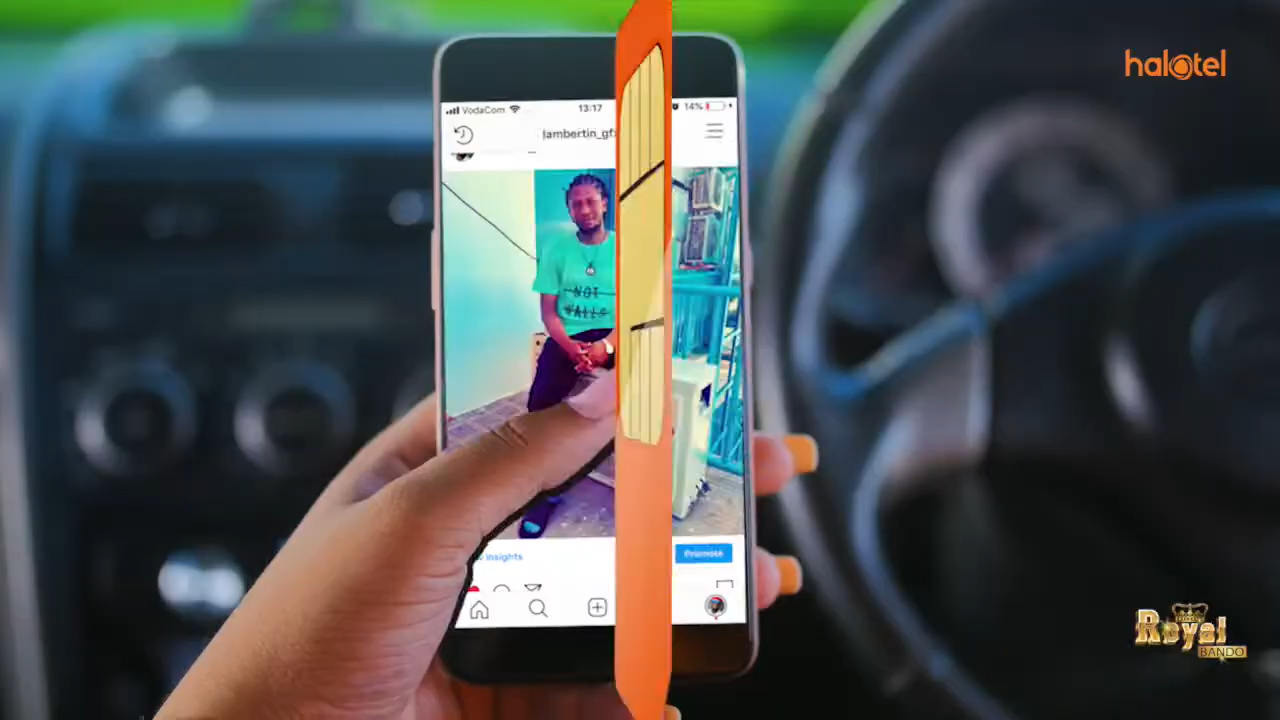 halotel
VodaCom
13:17
14%
lambertin_gf
NOT
insights
Promote
Royal
BANDO